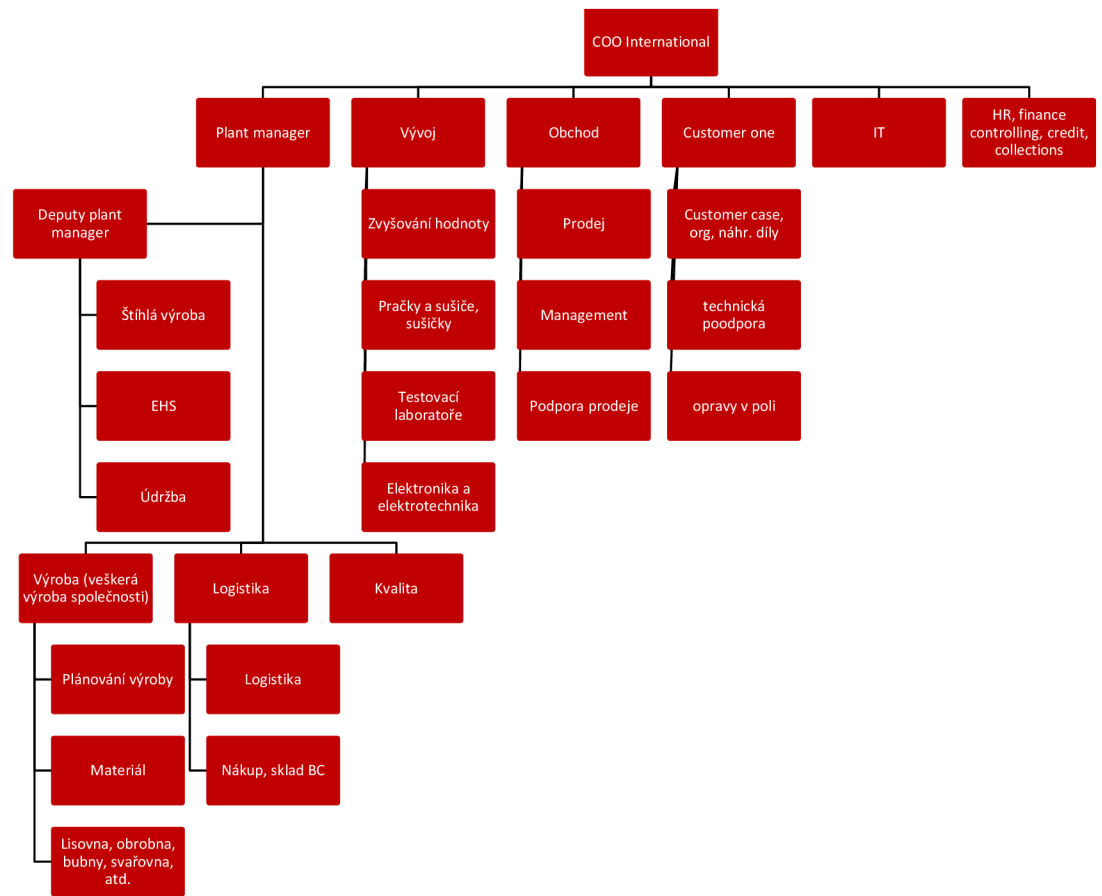 COO International
Plant manager
Vývoj
Obchod
Customer one
IT
HR, finance
controlling, credit,
collections
Deputy plant
manager
Zvyšování hodnoty
Prodej
Customer case,
org, náhr. díly
Štíhlá výroba
Pračky a sušiče,
sušičky
Management
technická
poodpora
EHS
Testovací
laboratoře
Podpora prodeje
opravy v poli
Údržba
Elektronika a
elektrotechnika
Výroba (veškerá
výroba společnosti)
Logistika
Kvalita
Plánování výroby
Logistika
Materiál
Nákup, sklad BC
Lisovna, obrobna,
bubny, svařovna,
atd.